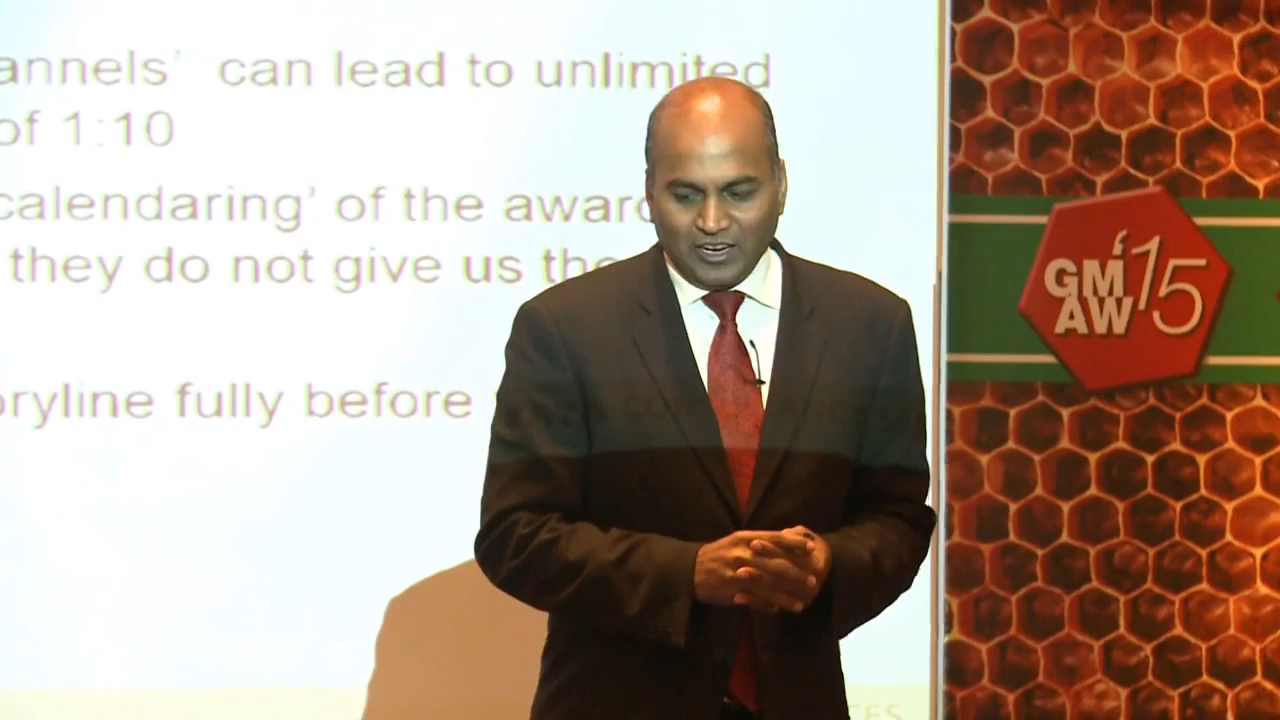 annels' can lead to unlimited
of 1:10
calendaring' of the awar
they do not give us the
oryline fully before
GM
AW
'15